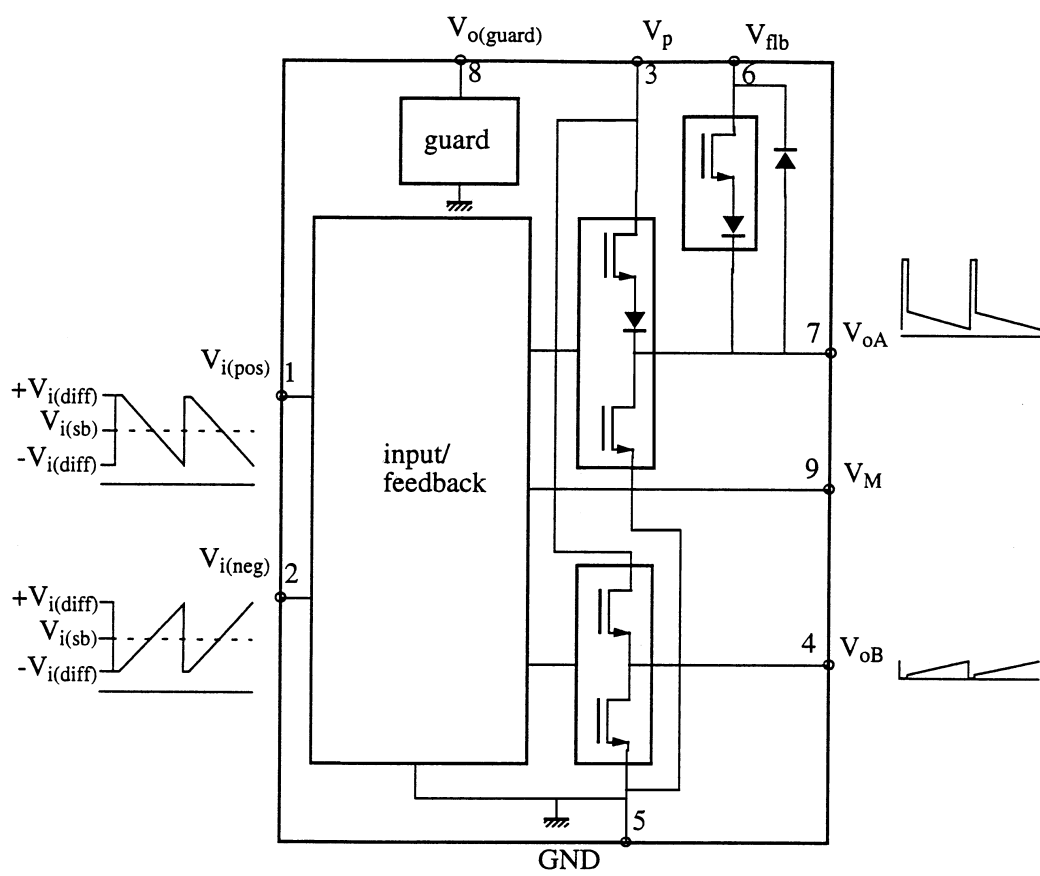 Vo(guard)
Vp
Vflb
8
3
6
guard
7
VoA
Vi(pos)
1
+Vi(diff)
Vi(sb)
-Vi(diff)
input/
feedback
9
VM
Vi(neg)
2
+Vi(diff)
Vi(sb)
-Vi(diff)
4
VoB
5
GND